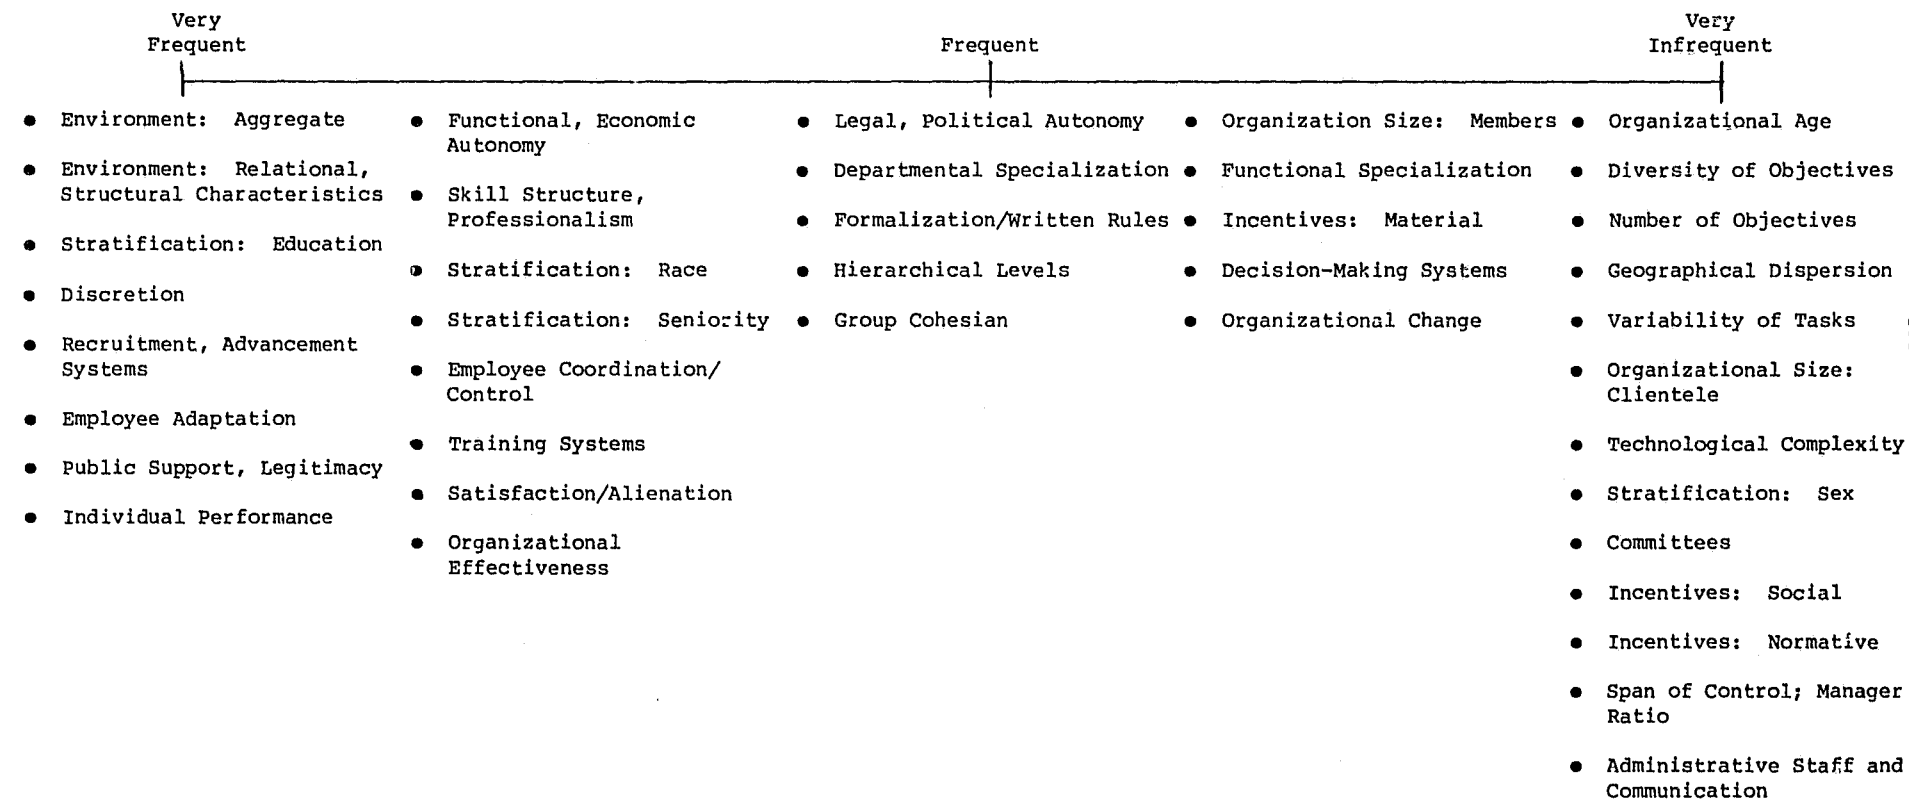 Very
Frequent
Frequent
Very
Infrequent
● Environment: Aggregate
● Environment: Relational,
Structural Characteristics
● Stratification: Education
● Discretion
● Recruitment, Advancement
Systems
● Employee Adaptation
● Public Support, Legitimacy
● Individual Performance
● Functional, Economic
Autonomy
● Skill Structure,
Professionalism
● Stratification: Race
● Stratification: Seniority
● Employee Coordination/
Control
● Training Systems
● Satisfaction/Alienation
● Organizational
Effectiveness
● Legal, Political Autonomy
● Departmental Specialization
● Formalization/Written Rules
● Hierarchical Levels
● Group Cohesian
● Organization Size: Members
● Functional Specialization
● Incentives: Material
● Decision-Making Systems
● Organizational Change
● Organizational Age
● Diversity of Objectives
● Number of Objectives
● Geographical Dispersion
● Variability of Tasks
● Organizational Size:
Clientele
● Technological Complexity
● Stratification: Sex
● Committees
● Incentives: Social
● Incentives: Normative
● Span of Control; Manager
Ratio
● Administrative Staff and
Communication